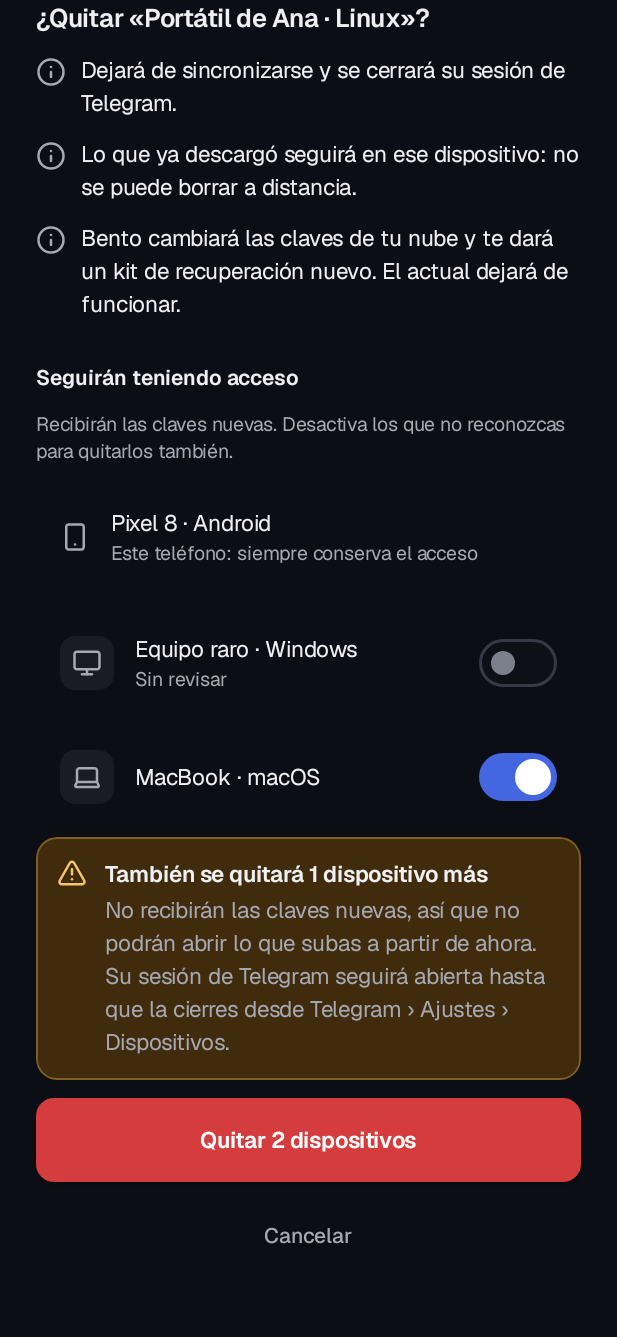 ¿Quitar «Portátil de Ana · Linux»?
Dejará de sincronizarse y se cerrará su sesión de
Telegram.
Lo que ya descargó seguirá en ese dispositivo: no
se puede borrar a distancia.
Bento cambiará las claves de tu nube y te dará
un kit de recuperación nuevo. El actual dejará de
funcionar.
Seguirán teniendo acceso
Recibirán las claves nuevas. Desactiva los que no reconozcas
para quitarlos también.
Pixel 8 · Android
Este teléfono: siempre conserva el acceso
Equipo raro · Windows
Sin revisar
MacBook · macOS
También se quitará 1 dispositivo más
No recibirán las claves nuevas, así que no
podrán abrir lo que subas a partir de ahora.
Su sesión de Telegram seguirá abierta hasta
que la cierres desde Telegram › Ajustes ›
Dispositivos.
Quitar 2 dispositivos
Cancelar